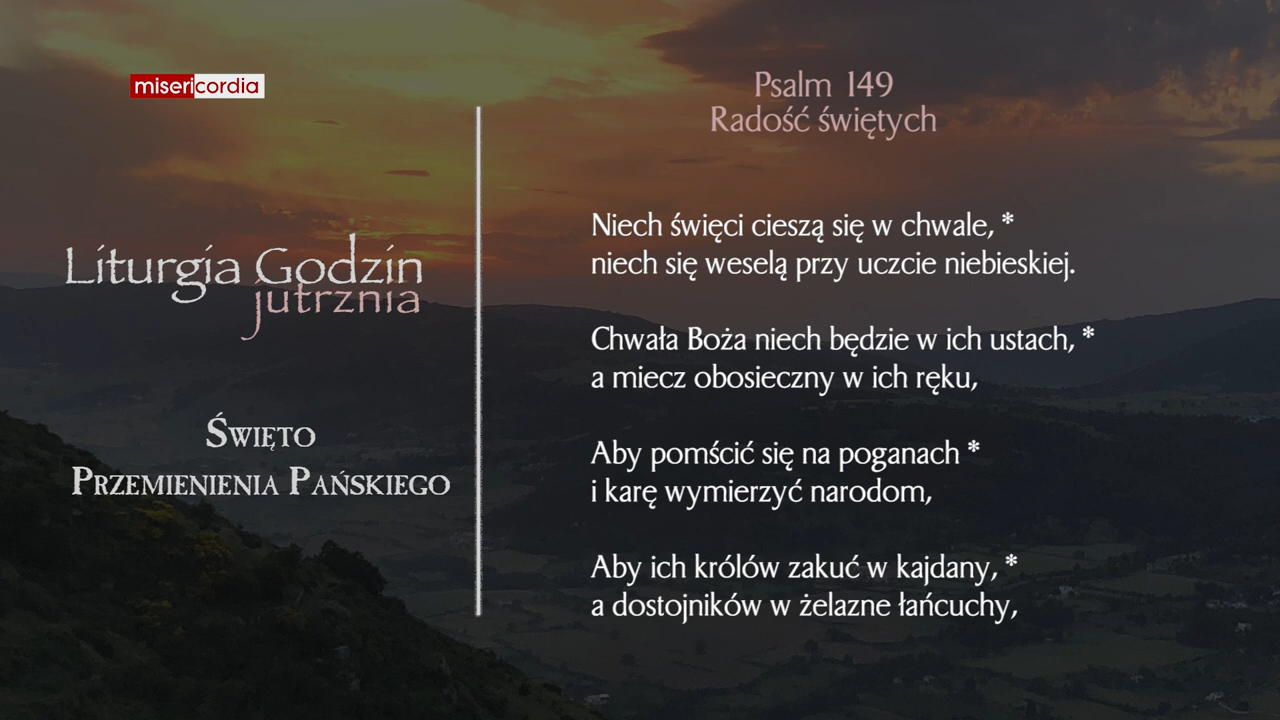 misericordia
Liturgia Godzin
jutrznia
Święto
Przemienienia Pańskiego
Psalm 149
Radość świętych
Niech święci cieszą się w chwale, *
niech się weselą przy uczcie niebieskiej.
Chwała Boża niech będzie w ich ustach, *
a miecz obosieczny w ich ręku,
Aby pomścić się na poganach *
i karę wymierzyć narodom,
Aby ich królów zakuć w kajdany, *
a dostojników w żelazne łańcuchy,